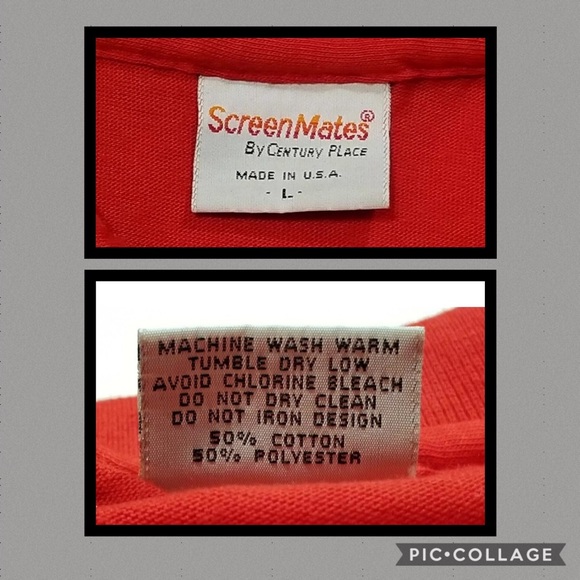 ScreenMates®
By Century Place
MADE IN U.S.A.
- L -
MACHINE WASH WARM
TUMBLE DRY LOW
AVOID CHLORINE BLEACH
DO NOT DRY CLEAN
DO NOT IRON DESIGN
50% COTTON
50% POLYESTER
PIC•COLLAGE